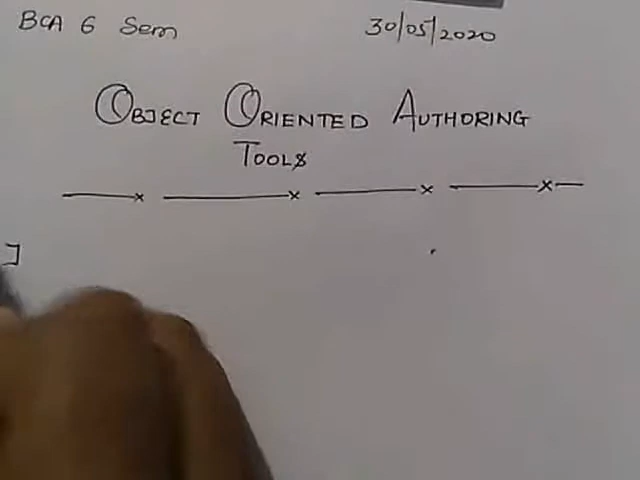 BCA 6 Sem
30/05/2020
OBJECT ORIENTED AUTHORING
TOOLS
]